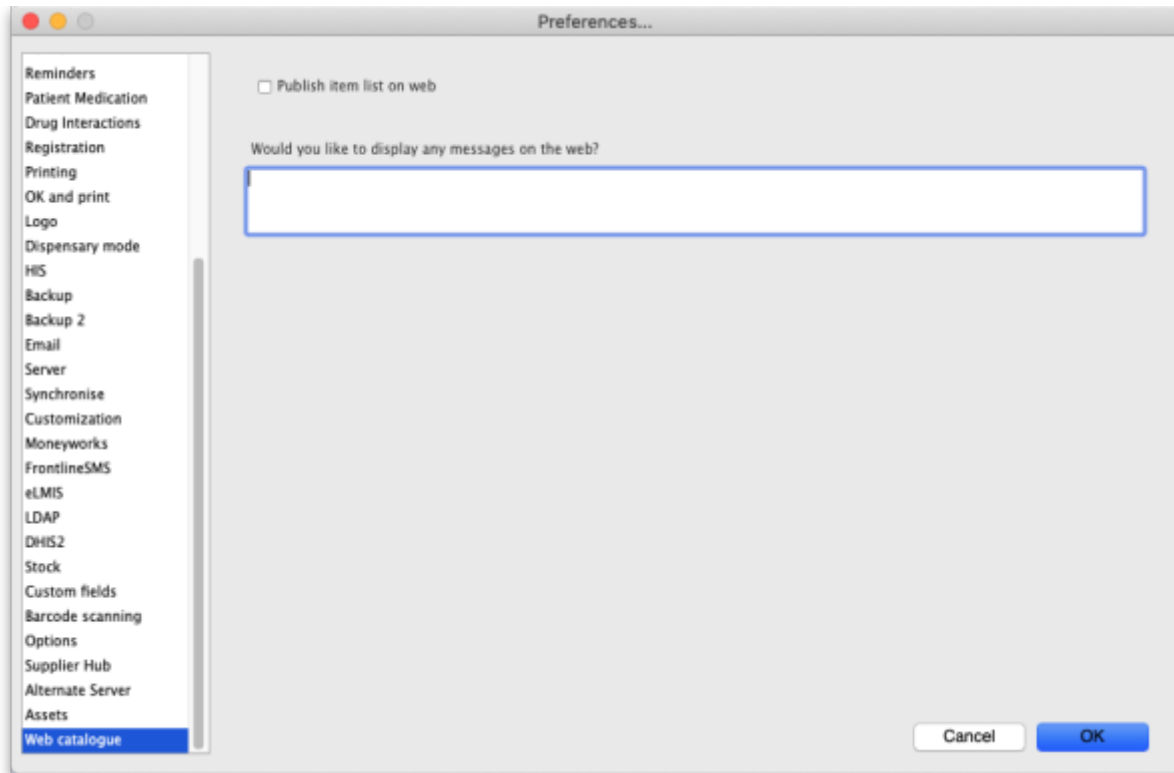 Preferences...
Reminders
Patient Medication
Drug Interactions
Registration
Printing
OK and print
Logo
Dispensary mode
HIS
Backup
Backup 2
Email
Server
Synchronise
Customization
Moneyworks
FrontlineSMS
eLMIS
LDAP
DHIS2
Stock
Custom fields
Barcode scanning
Options
Supplier Hub
Alternate Server
Assets
Web catalogue
Publish item list on web
Would you like to display any messages on the web?
Cancel
OK